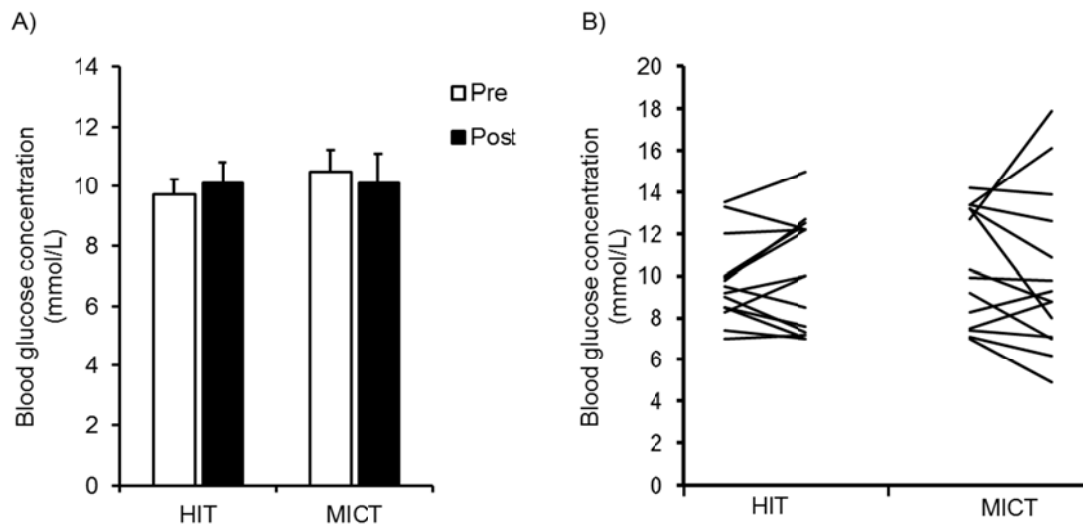 A)
Blood glucose concentration
(mmol/L)
14
12
10
8
6
4
2
0
HIT
MICT
Pre
Post
B)
Blood glucose concentration
(mmol/L)
20
18
16
14
12
10
8
6
4
2
0
HIT
MICT